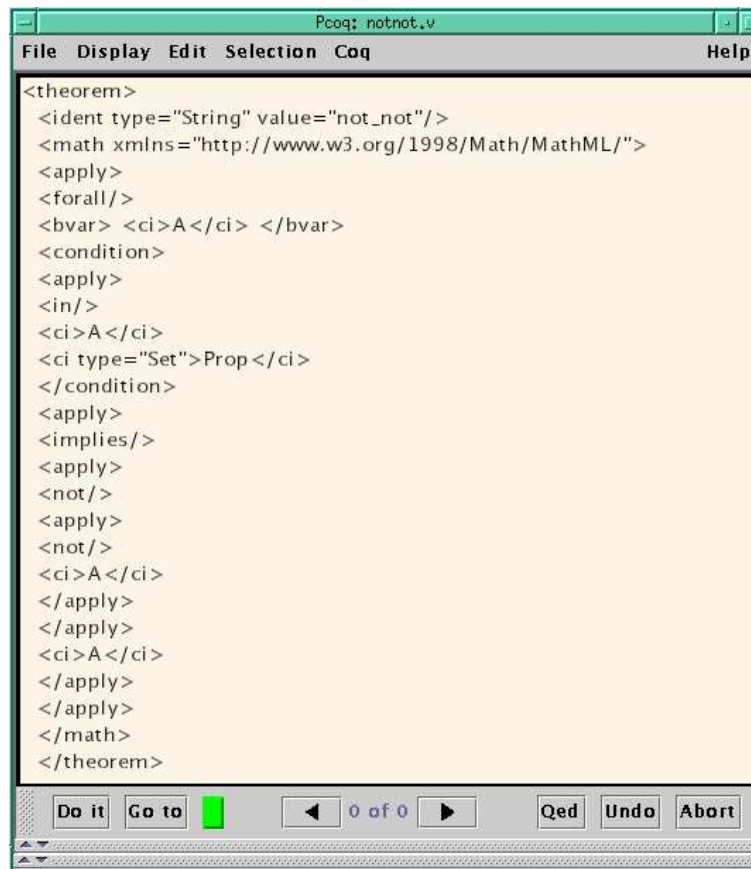 Pcoq: notnot.v
File Display Edit Selection Coq Help
<theorem>
<ident type="String" value="not_not"/>
<math xmlns="http://www.w3.org/1998/Math/MathML/">
<apply>
<forall/>
<bvar> <ci>A</ci> </bvar>
<condition>
<apply>
<in/>
<ci>A</ci>
<ci type="Set">Prop</ci>
</condition>
<apply>
<implies/>
<apply>
<not/>
<apply>
<not/>
<ci>A</ci>
</apply>
</apply>
<ci>A</ci>
</apply>
</apply>
</math>
</theorem>
Do it Go to 0 of 0 Qed Undo Abort